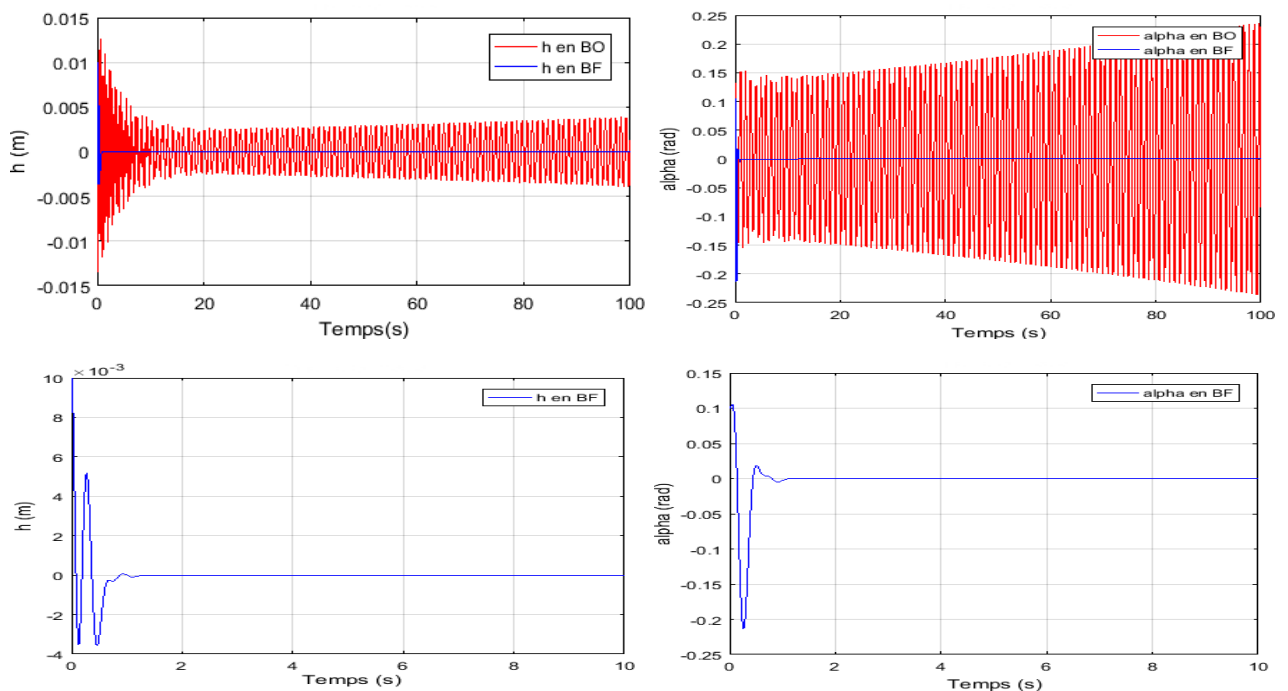 0.015
0.01
0.005
0
-0.005
-0.01
-0.015
h (m)
h en BO
h en BF
0 20 40 60 80 100
Temps(s)
0.25
0.2
0.15
0.1
0.05
0
-0.05
-0.1
-0.15
-0.2
-0.25
alpha (rad)
alpha en BO
alpha en BF
0 20 40 60 80 100
Temps (s)
× 10⁻³
10
8
6
4
2
0
-2
-4
h (m)
h en BF
0 2 4 6 8 10
Temps (s)
0.15
0.1
0.05
0
-0.05
-0.1
-0.15
-0.2
-0.25
alpha (rad)
alpha en BF
0 2 4 6 8 10
Temps (s)